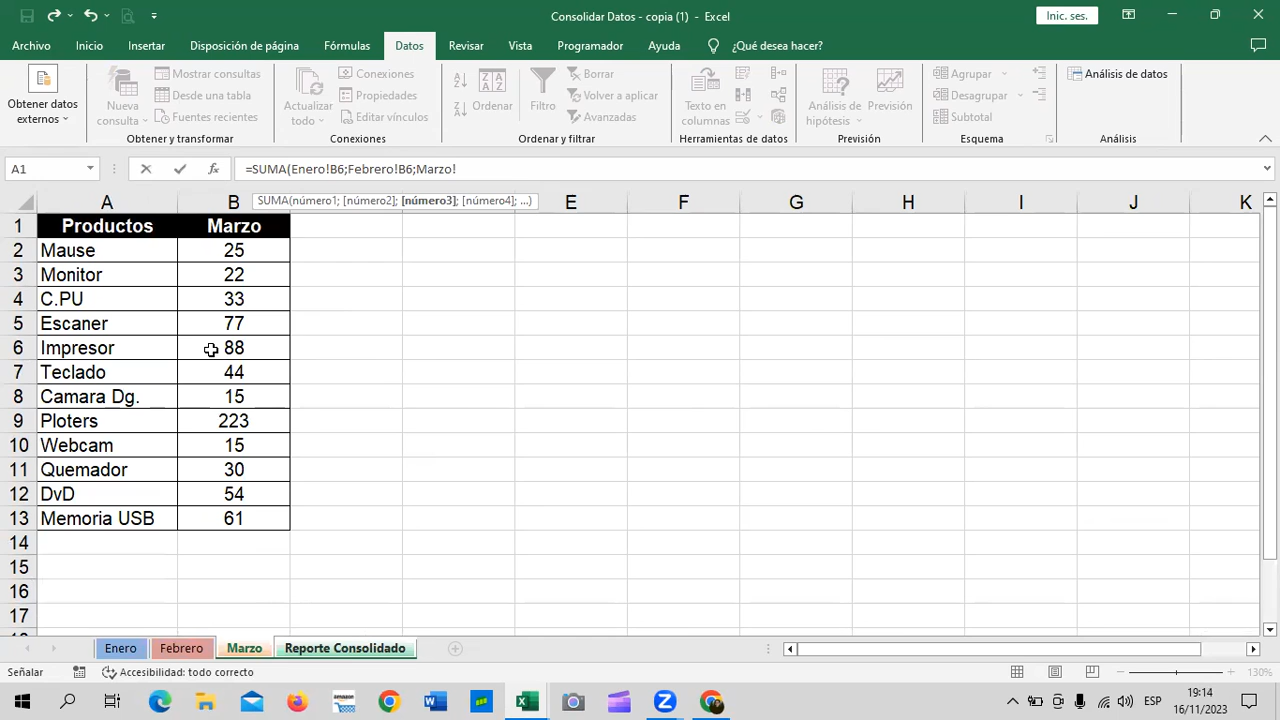 Consolidar Datos - copia (1) - Excel
Inic. ses.
Archivo Inicio Insertar Disposición de página Fórmulas Datos Revisar Vista Programador Ayuda ¿Qué desea hacer?
Obtener datos externos
Nueva consulta
Mostrar consultas
Desde una tabla
Fuentes recientes
Obtener y transformar
Actualizar todo
Conexiones
Propiedades
Editar vínculos
Conexiones
Ordenar
Filtro
Borrar
Volver a aplicar
Avanzadas
Ordenar y filtrar
Texto en columnas
Herramientas de datos
Análisis de hipótesis
Previsión
Previsión
Agrupar
Desagrupar
Subtotal
Esquema
Análisis de datos
Análisis
A1 fx =SUMA(Enero!B6;Febrero!B6;Marzo!
SUMA(número1; [número2]; [número3]; [número4]; ...)
A B E F G H I J K
1 Productos Marzo
2 Mause 25
3 Monitor 22
4 C.PU 33
5 Escaner 77
6 Impresor 88
7 Teclado 44
8 Camara Dg. 15
9 Ploters 223
10 Webcam 15
11 Quemador 30
12 DvD 54
13 Memoria USB 61
14
15
16
17
Enero Febrero Marzo Reporte Consolidado
Señalar Accesibilidad: todo correcto 130%
ESP
19:14
16/11/2023